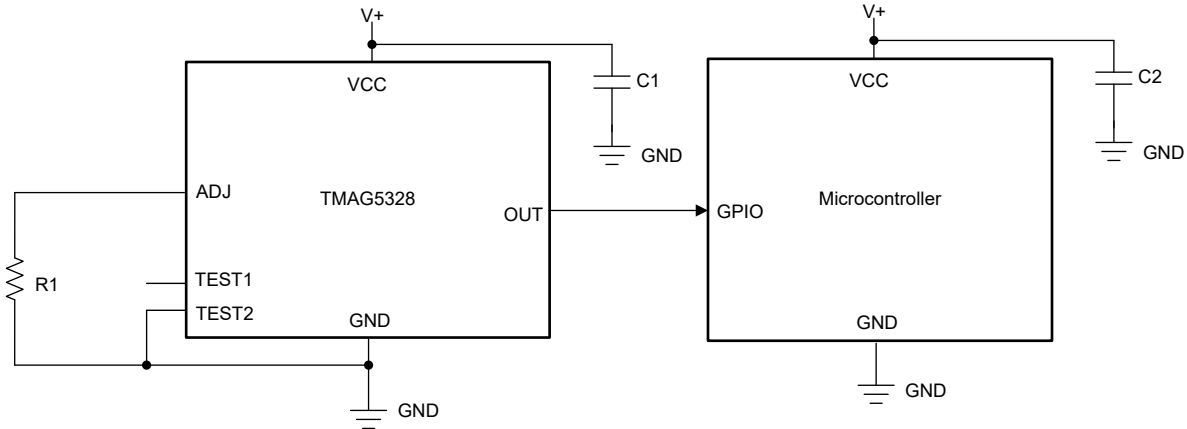 V+
V+
VCC
C1
VCC
C2
GND
GND
ADJ
TMAG5328
OUT
GPIO
Microcontroller
R1
TEST1
TEST2
GND
GND
GND
GND